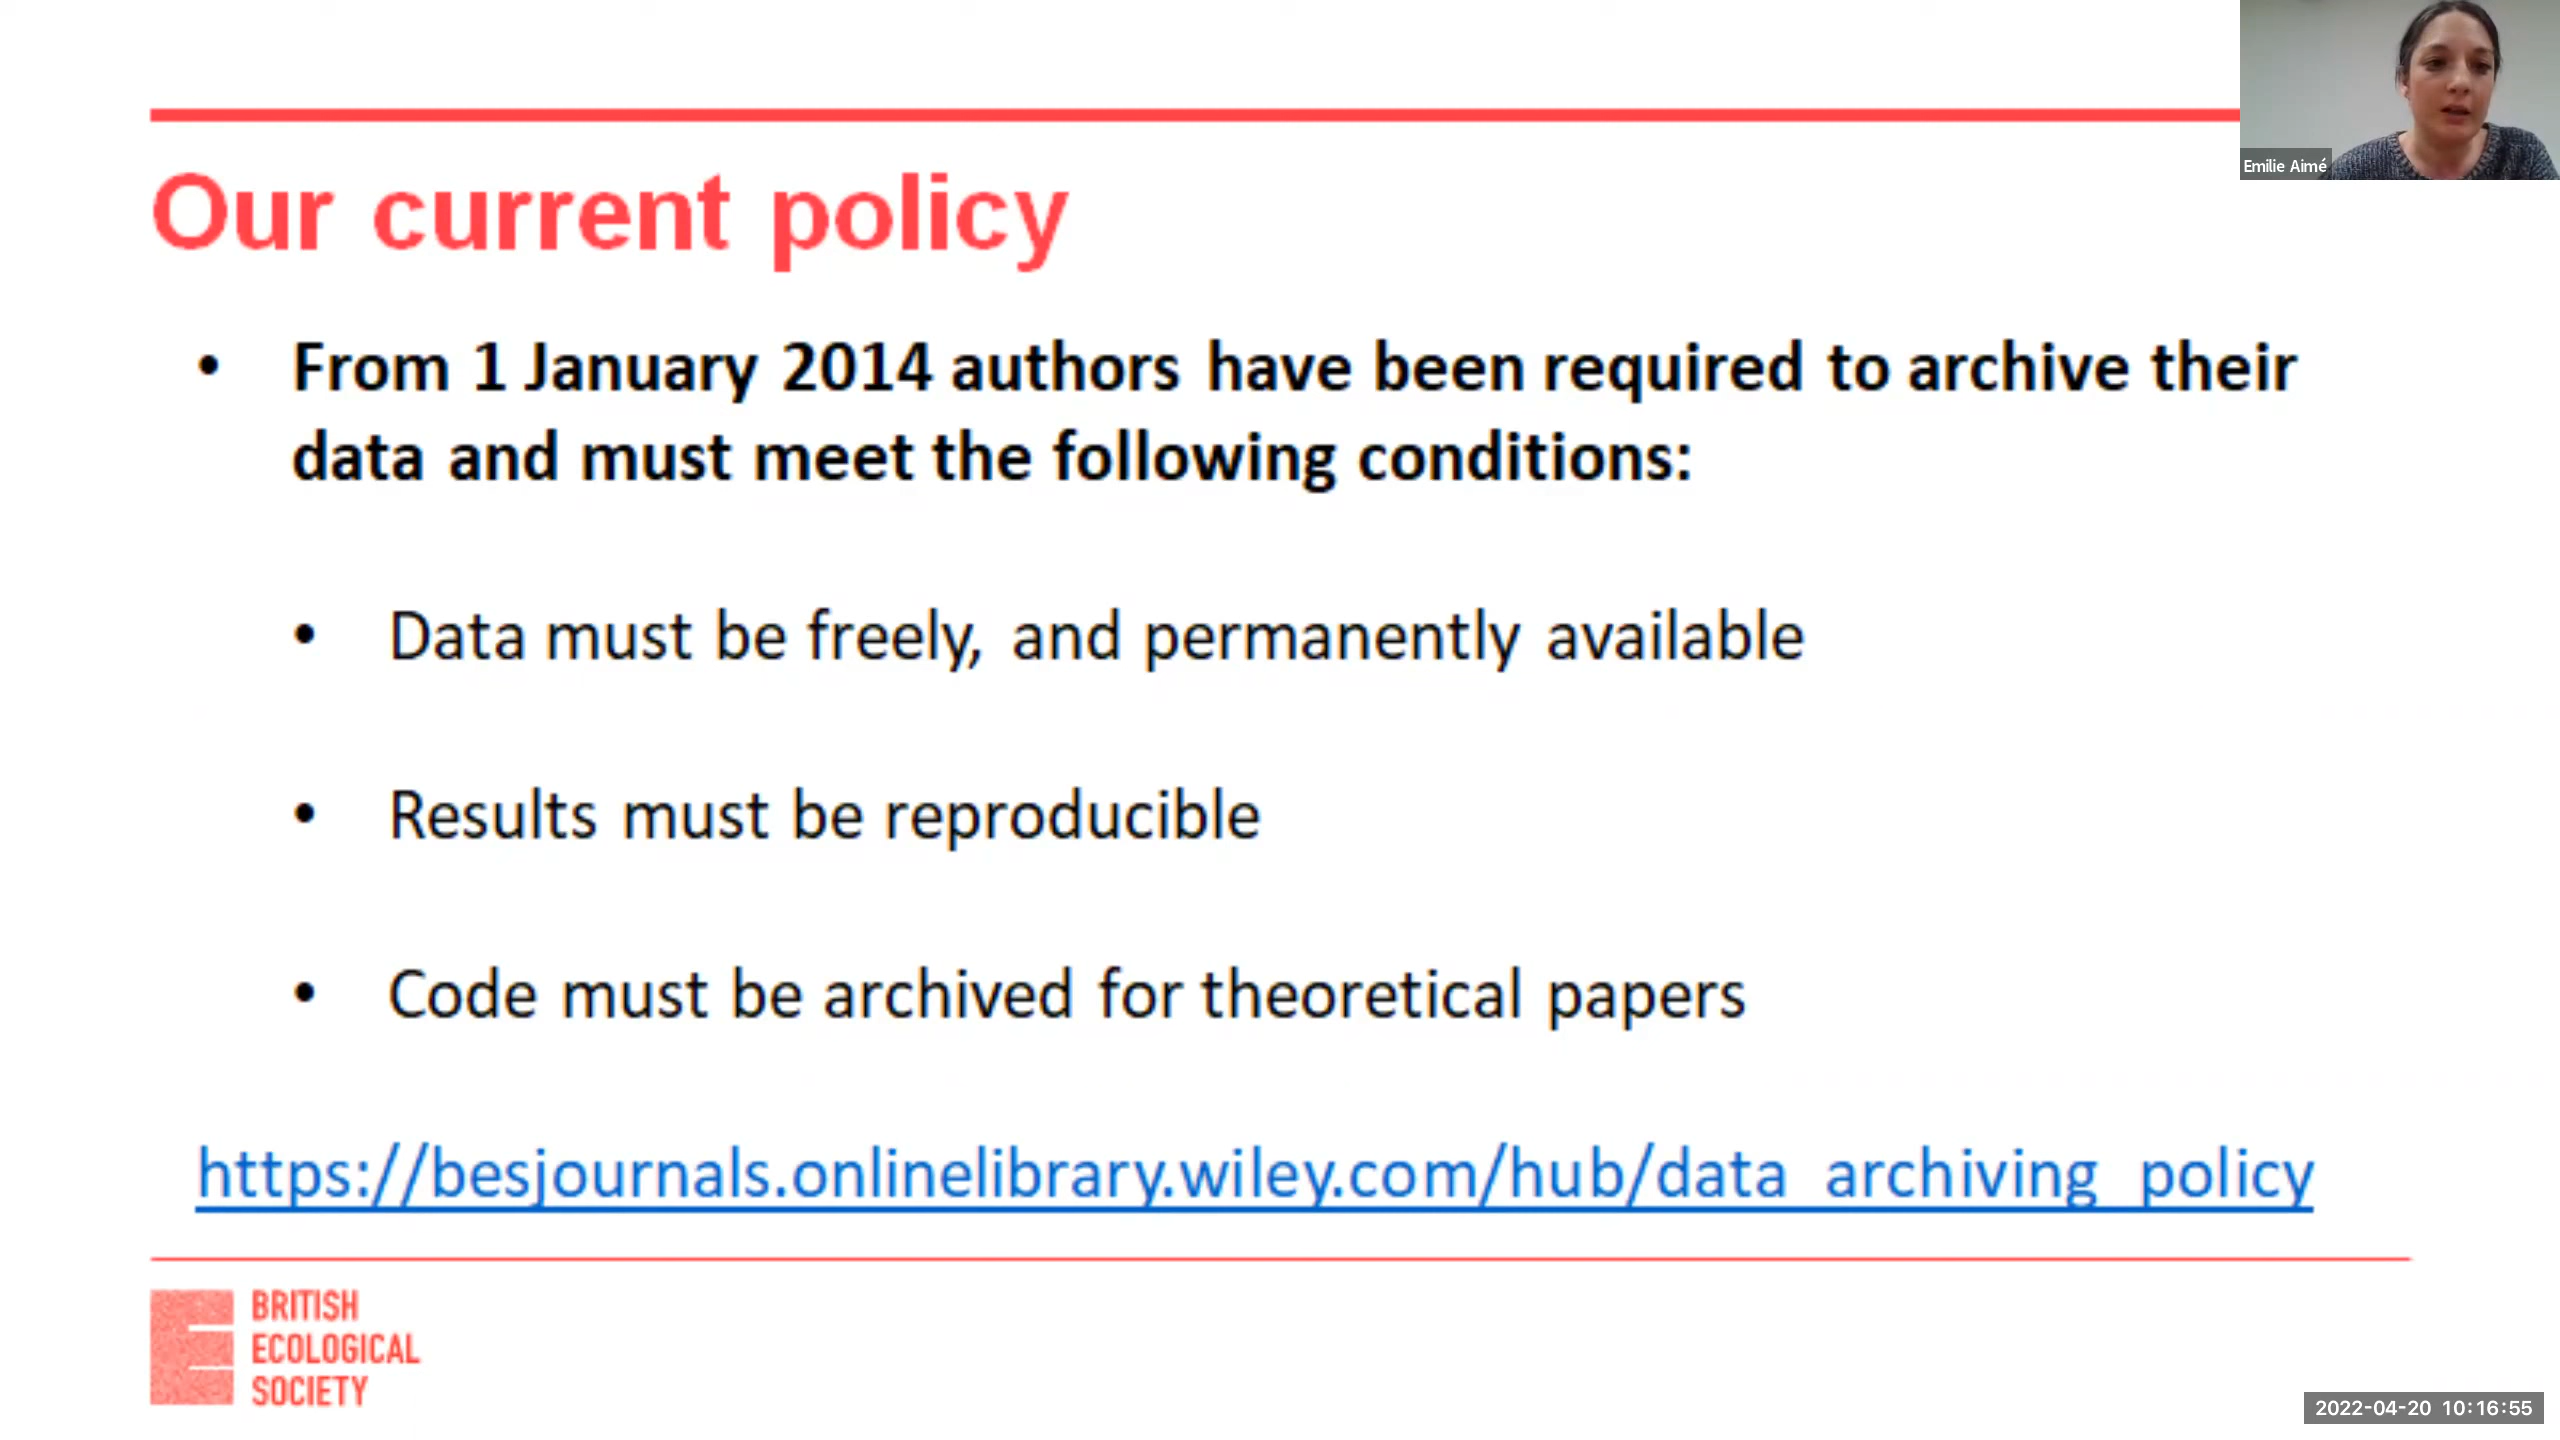 Emilie Aimé
Our current policy
• From 1 January 2014 authors have been required to archive their
data and must meet the following conditions:
• Data must be freely, and permanently available
• Results must be reproducible
• Code must be archived for theoretical papers
https://besjournals.onlinelibrary.wiley.com/hub/data_archiving_policy
BRITISH
ECOLOGICAL
SOCIETY
2022-04-20 10:16:55